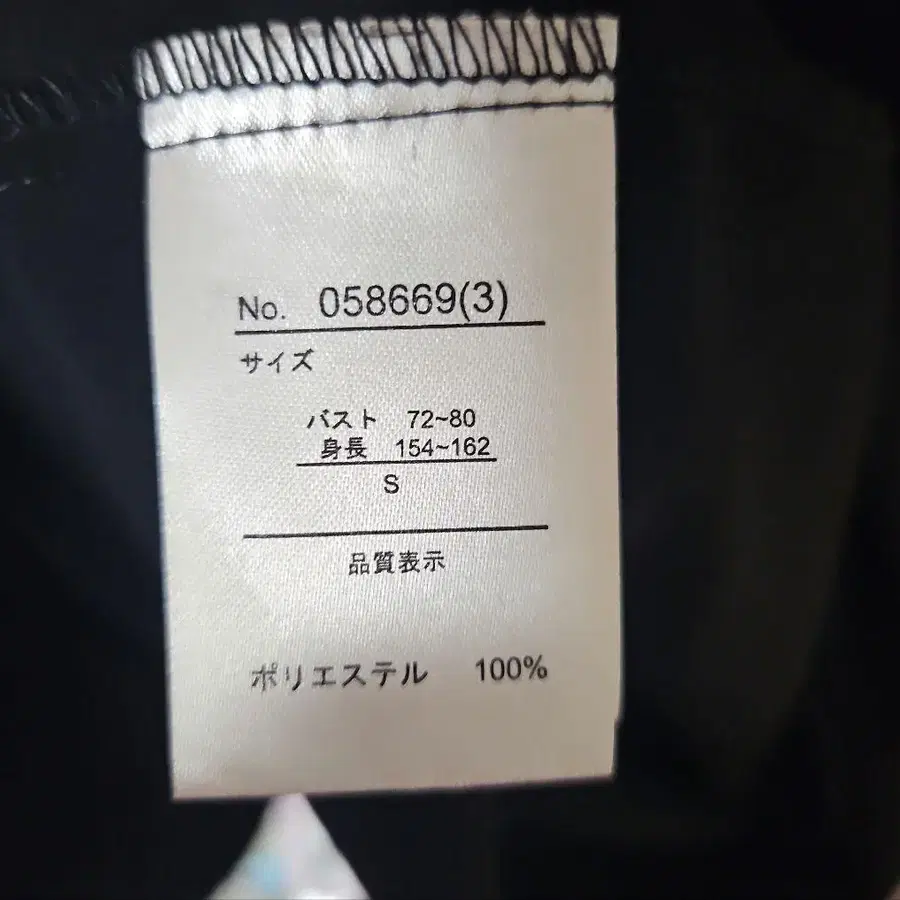 No. 058669(3)
サイズ
バスト 72~80
身長 154~162
S
品質表示
ポリエステル 100%